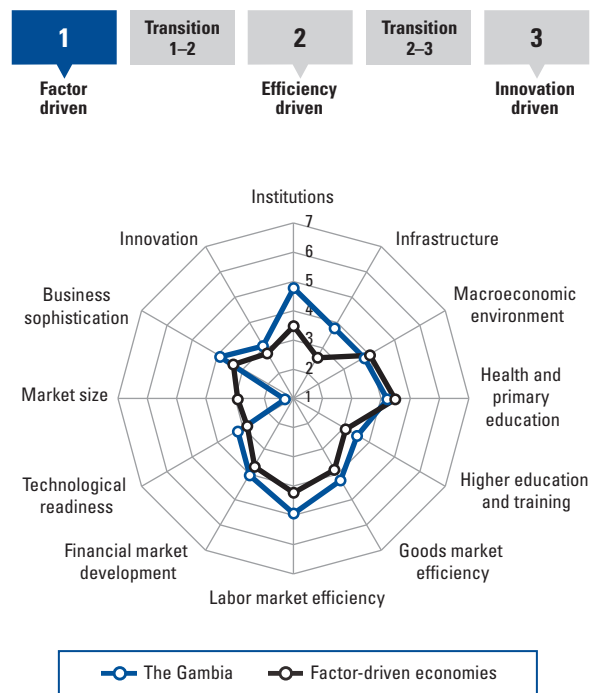 1
Transition
1–2
2
Transition
2–3
3
Factor
driven
Efficiency
driven
Innovation
driven
Institutions
7
6
5
4
3
2
1
Innovation
Infrastructure
Business
sophistication
Macroeconomic
environment
Market size
Health and
primary
education
Technological
readiness
Higher education
and training
Financial market
development
Goods market
efficiency
Labor market efficiency
The Gambia
Factor-driven economies